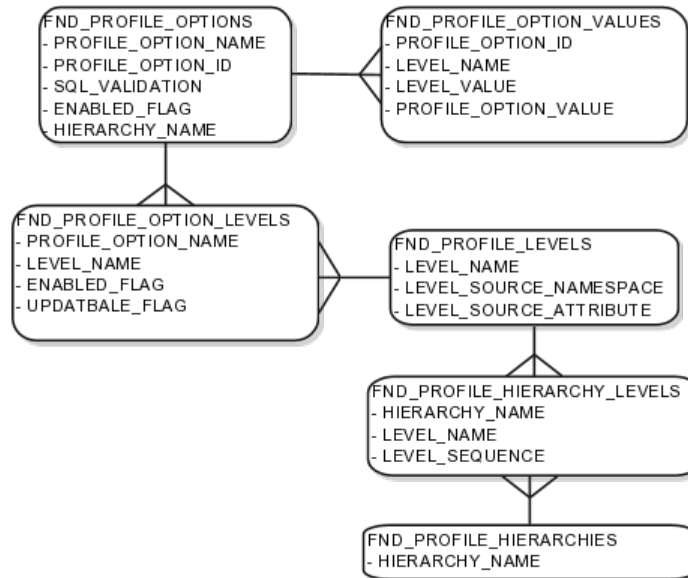 FND_PROFILE_OPTIONS
- PROFILE_OPTION_NAME
- PROFILE_OPTION_ID
- SQL_VALIDATION
- ENABLED_FLAG
- HIERARCHY_NAME
FND_PROFILE_OPTION_VALUES
- PROFILE_OPTION_ID
- LEVEL_NAME
- LEVEL_VALUE
- PROFILE_OPTION_VALUE
FND_PROFILE_OPTION_LEVELS
- PROFILE_OPTION_NAME
- LEVEL_NAME
- ENABLED_FLAG
- UPDATBALE_FLAG
FND_PROFILE_LEVELS
- LEVEL_NAME
- LEVEL_SOURCE_NAMESPACE
- LEVEL_SOURCE_ATTRIBUTE
FND_PROFILE_HIERARCHY_LEVELS
- HIERARCHY_NAME
- LEVEL_NAME
- LEVEL_SEQUENCE
FND_PROFILE_HIERARCHIES
- HIERARCHY_NAME